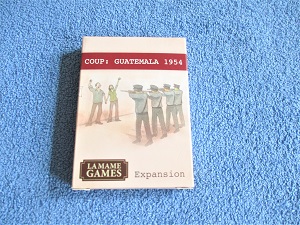 COUP: GUATEMALA 1954
LA MAME
GAMES
Expansion